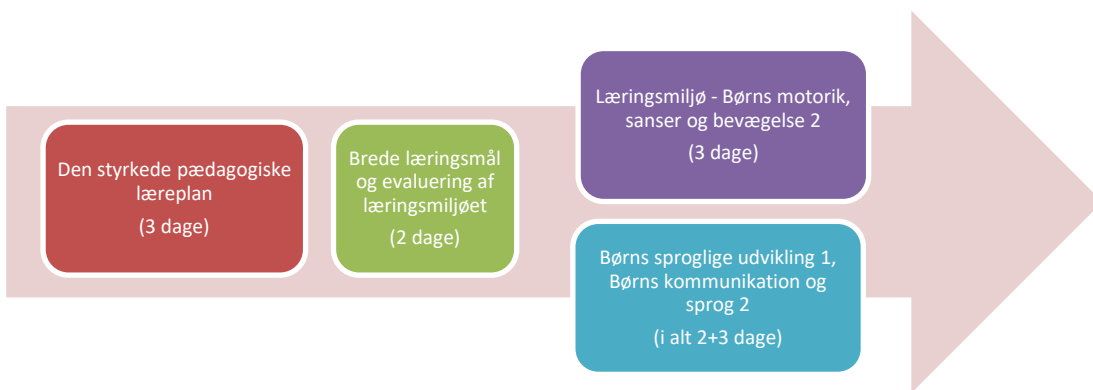 Den styrkede pædagogiske
læreplan
(3 dage)
Brede læringsmål
og evaluering af
læringsmiljøet
(2 dage)
Læringsmiljø - Børns motorik,
sanser og bevægelse 2
(3 dage)
Børns sproglige udvikling 1,
Børns kommunikation og
sprog 2
(i alt 2+3 dage)